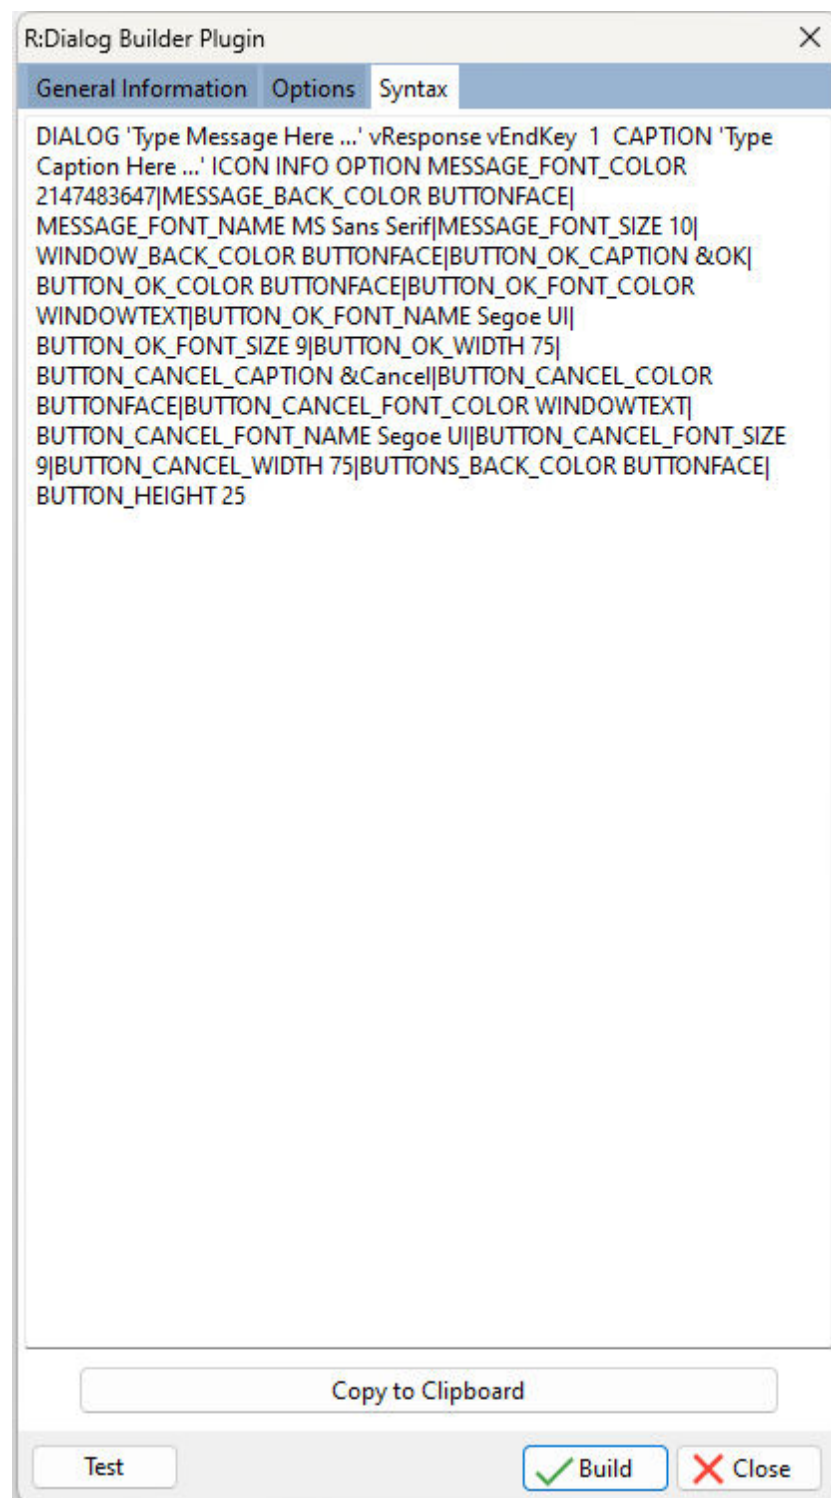 R:Dialog Builder Plugin
General Information Options Syntax
DIALOG 'Type Message Here ...' vResponse vEndKey  1  CAPTION 'Type
Caption Here ...' ICON INFO OPTION MESSAGE_FONT_COLOR
2147483647|MESSAGE_BACK_COLOR BUTTONFACE|
MESSAGE_FONT_NAME MS Sans Serif|MESSAGE_FONT_SIZE 10|
WINDOW_BACK_COLOR BUTTONFACE|BUTTON_OK_CAPTION &OK|
BUTTON_OK_COLOR BUTTONFACE|BUTTON_OK_FONT_COLOR
WINDOWTEXT|BUTTON_OK_FONT_NAME Segoe UI|
BUTTON_OK_FONT_SIZE 9|BUTTON_OK_WIDTH 75|
BUTTON_CANCEL_CAPTION &Cancel|BUTTON_CANCEL_COLOR
BUTTONFACE|BUTTON_CANCEL_FONT_COLOR WINDOWTEXT|
BUTTON_CANCEL_FONT_NAME Segoe UI|BUTTON_CANCEL_FONT_SIZE
9|BUTTON_CANCEL_WIDTH 75|BUTTONS_BACK_COLOR BUTTONFACE|
BUTTON_HEIGHT 25
Copy to Clipboard
Test Build Close